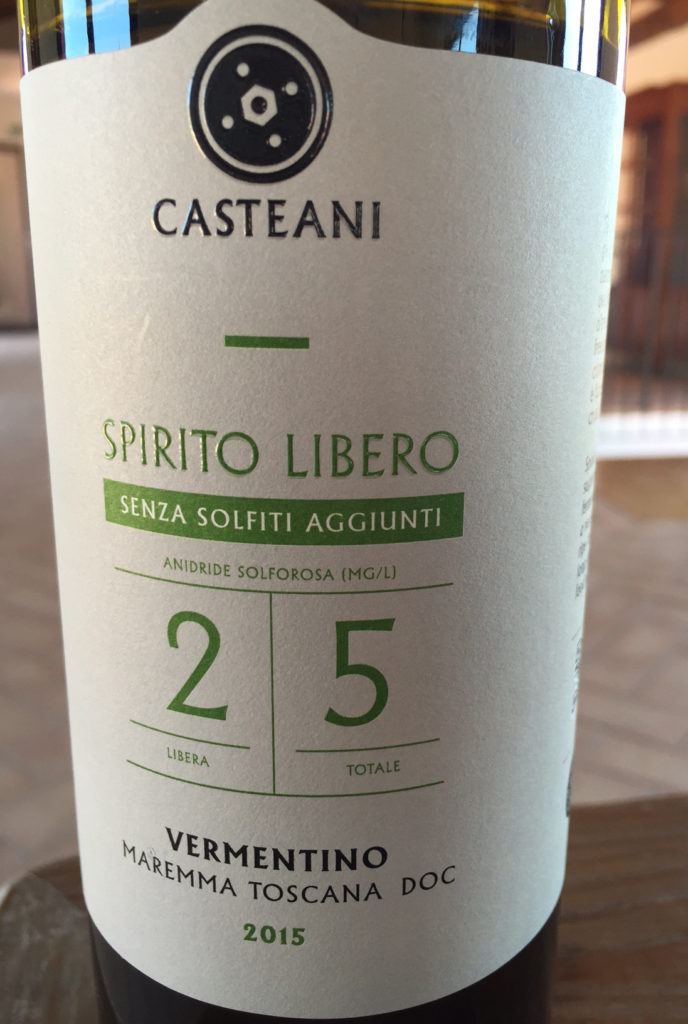 CASTEANI
SPIRITO LIBERO
SENZA SOLFITI AGGIUNTI
ANIDRIDE SOLFOROSA (MG/L)
2 5
LIBERA TOTALE
VERMENTINO
MAREMMA TOSCANA DOC
2015